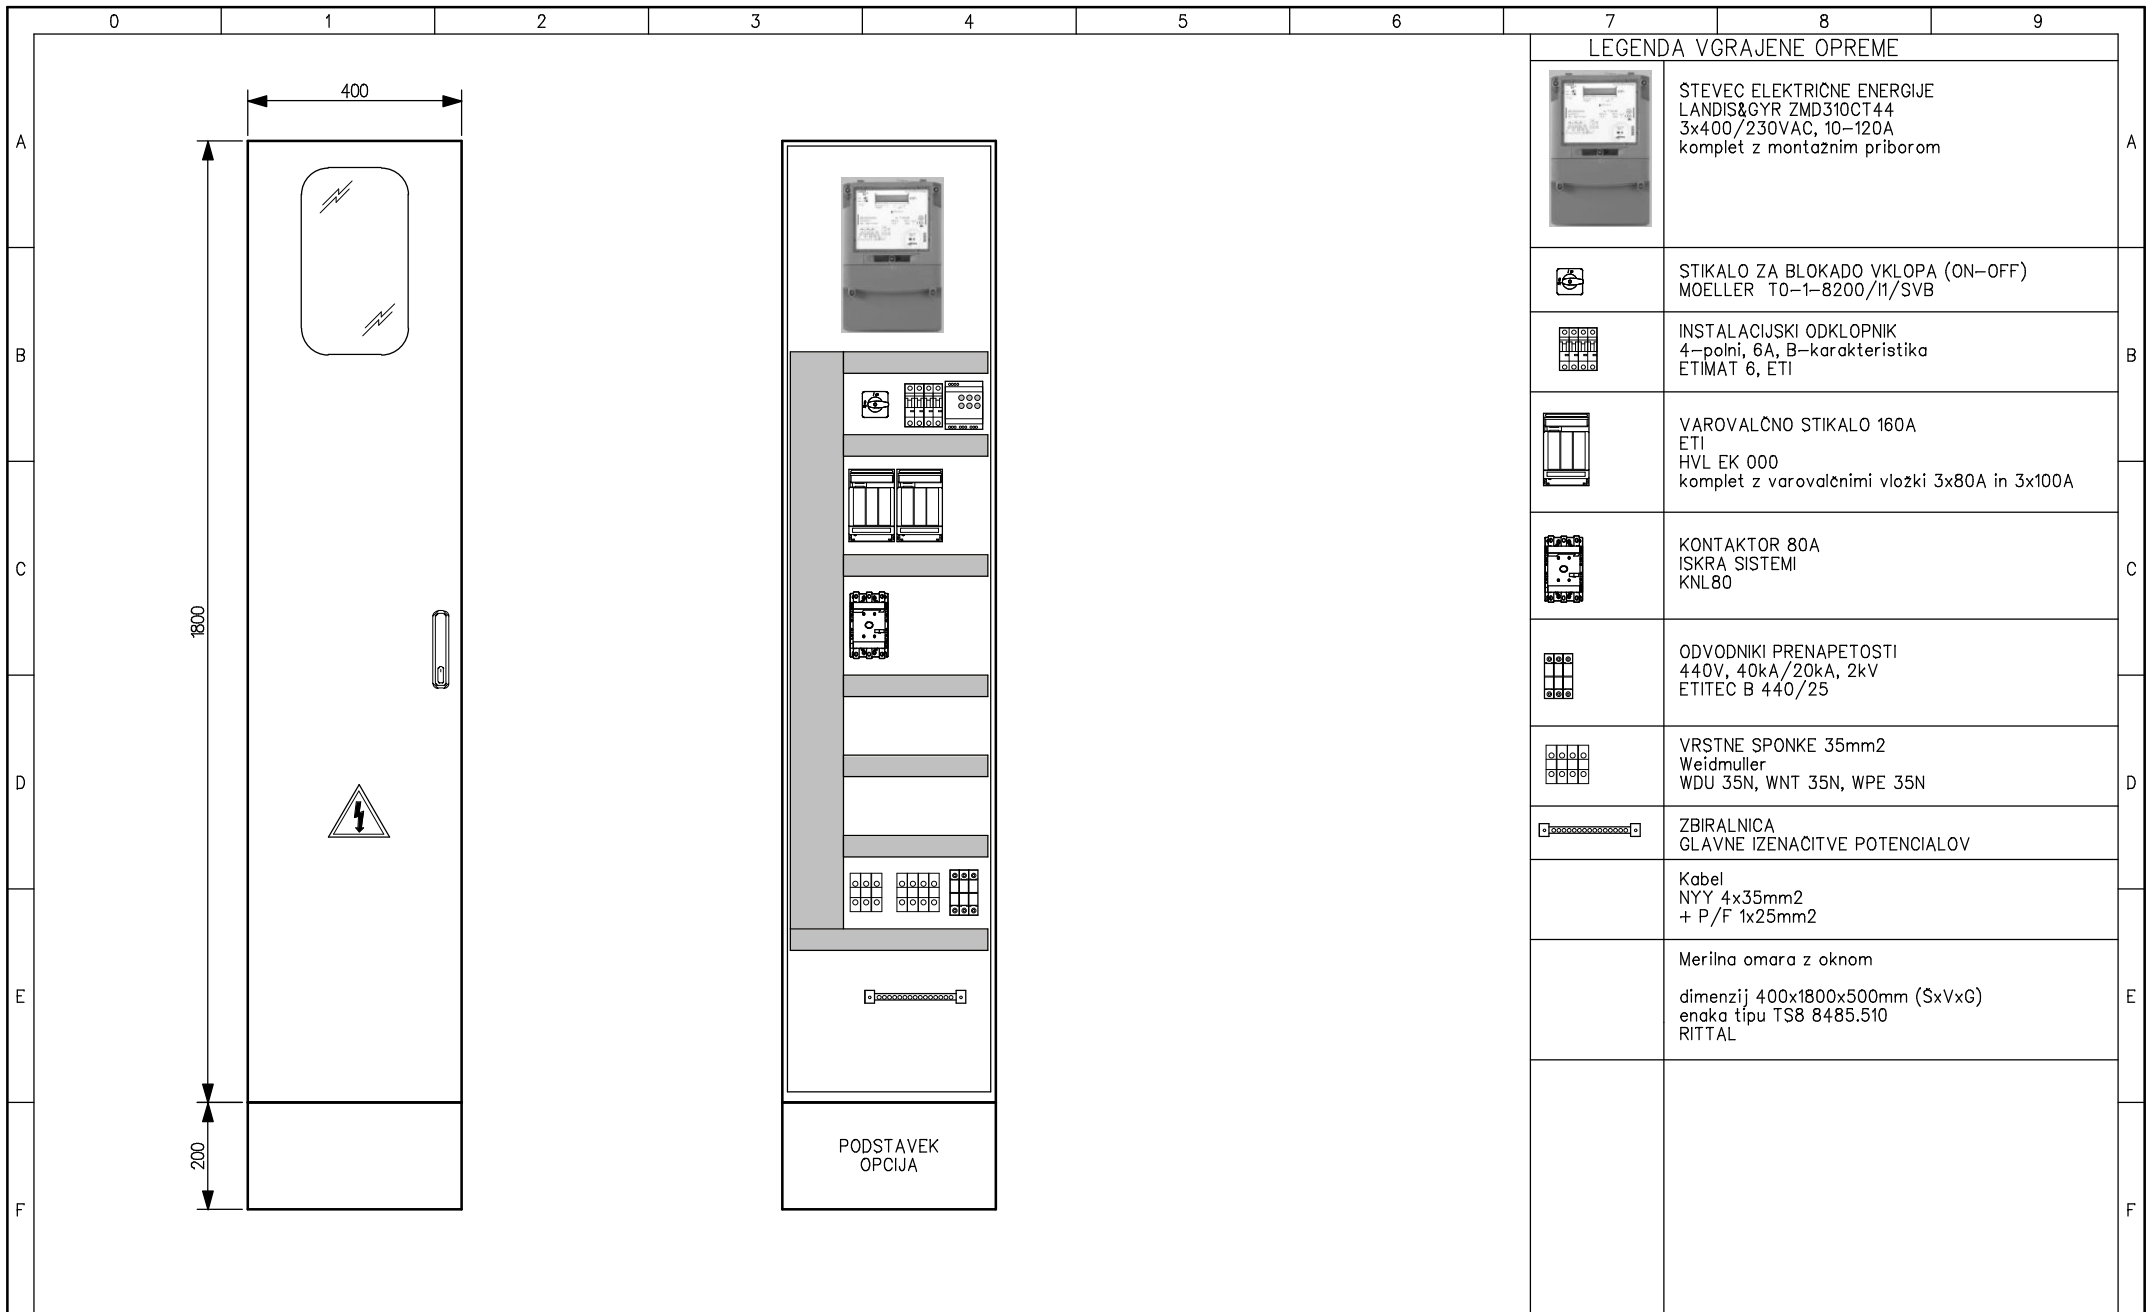 0 1 2 3 4 5 6 7 8 9
LEGENDA VGRAJENE OPREME
A
A
B
B
C
C
D
D
E
E
F
F
400
1800
200
PODSTAVEK
OPCIJA
ŠTEVEC ELEKTRIČNE ENERGIJE
LANDIS&GYR ZMD310CT44
3x400/230VAC, 10-120A
komplet z montažnim priborom
STIKALO ZA BLOKADO VKLOPA (ON-OFF)
MOELLER T0-1-8200/I1/SVB
INSTALACIJSKI ODKLOPNIK
4-polni, 6A, B-karakteristika
ETIMAT 6, ETI
VAROVALČNO STIKALO 160A
ETI
HVL EK 000
komplet z varovalčnimi vložki 3x80A in 3x100A
KONTAKTOR 80A
ISKRA SISTEMI
KNL80
ODVODNIKI PRENAPETOSTI
440V, 40kA/20kA, 2kV
ETITEC B 440/25
VRSTNE SPONKE 35mm2
Weidmuller
WDU 35N, WNT 35N, WPE 35N
ZBIRALNICA
GLAVNE IZENAČITVE POTENCIALOV
Kabel
NYY 4x35mm2
+ P/F 1x25mm2
Merilna omara z oknom
dimenzij 400x1800x500mm (ŠxVxG)
enaka tipu TS8 8485.510
RITTAL